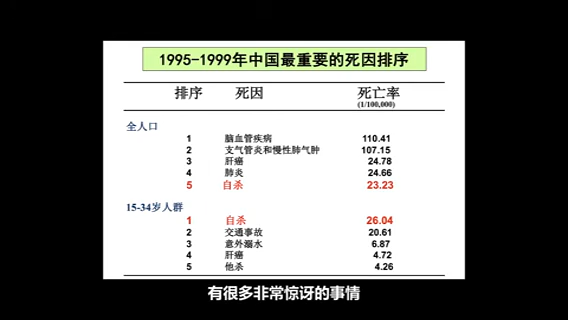 1995-1999年中国最重要的死因排序
排序 死因 死亡率
(1/100,000)
全人口
1 脑血管疾病 110.41
2 支气管炎和慢性肺气肿 107.15
3 肝癌 24.78
4 肺炎 24.66
5 自杀 23.23
15-34岁人群
1 自杀 26.04
2 交通事故 20.61
3 意外溺水 6.87
4 肝癌 4.72
5 他杀 4.26
有很多非常惊讶的事情